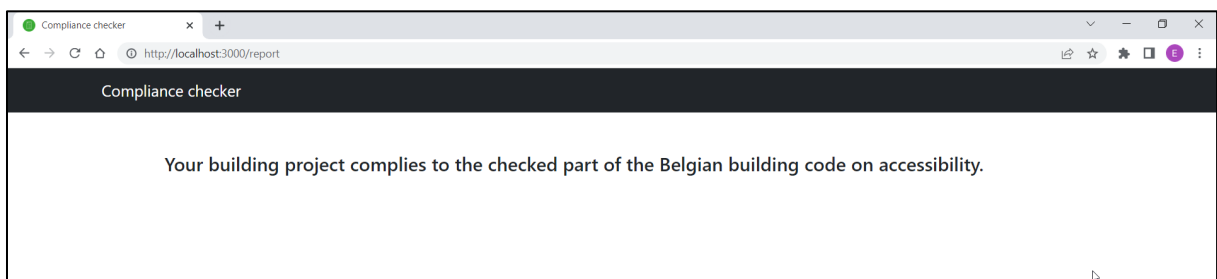 Compliance checker
http://localhost:3000/report
E
Compliance checker
Your building project complies to the checked part of the Belgian building code on accessibility.